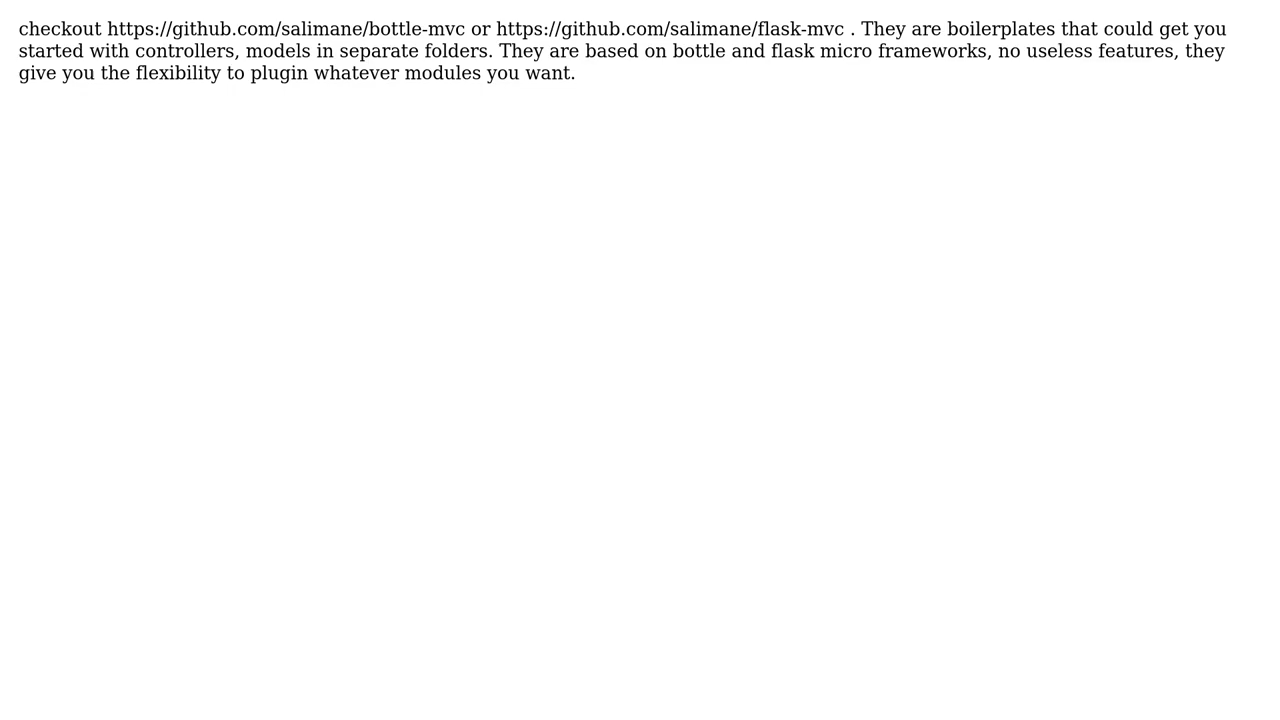 checkout https://github.com/salimane/bottle-mvc or https://github.com/salimane/flask-mvc . They are boilerplates that could get you
started with controllers, models in separate folders. They are based on bottle and flask micro frameworks, no useless features, they
give you the flexibility to plugin whatever modules you want.